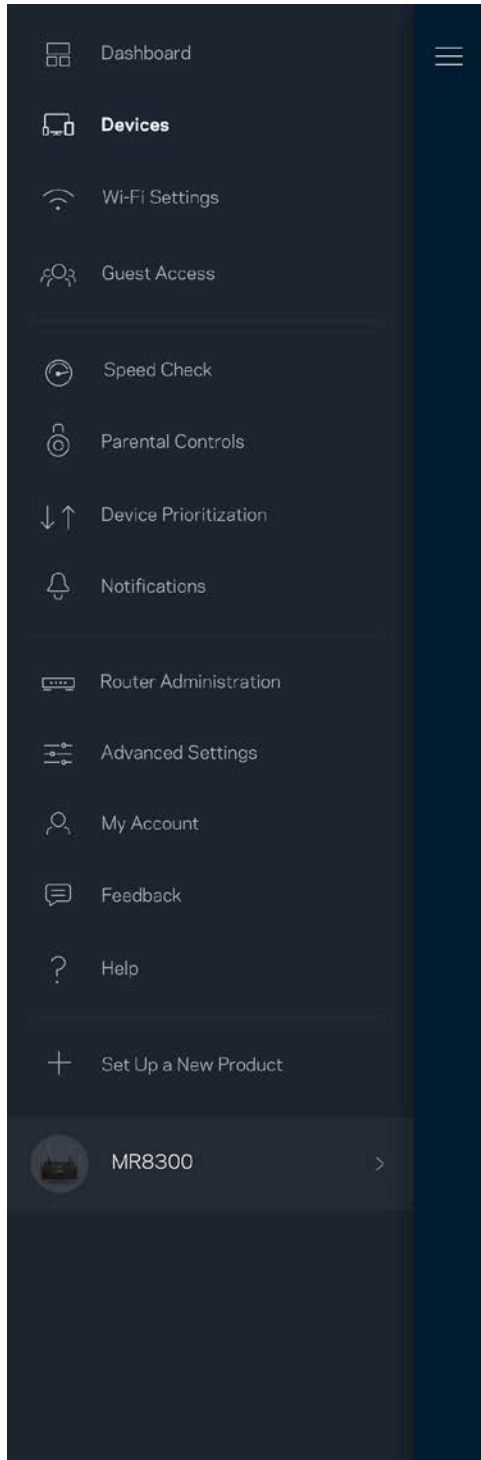 Dashboard
Devices
Wi-Fi Settings
Guest Access
Speed Check
Parental Controls
Device Prioritization
Notifications
Router Administration
Advanced Settings
My Account
Feedback
Help
Set Up a New Product
MR8300